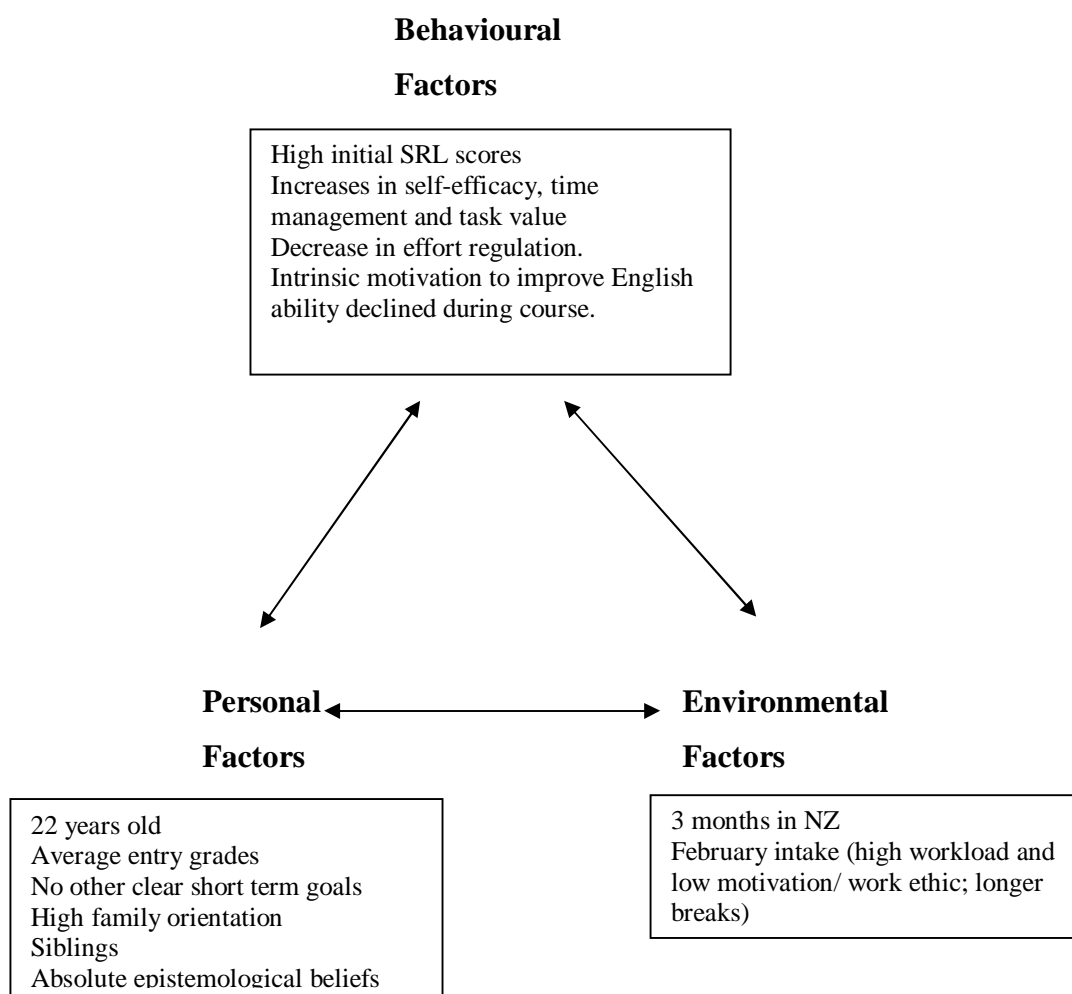 Behavioural
Factors
High initial SRL scores
Increases in self-efficacy, time
management and task value
Decrease in effort regulation.
Intrinsic motivation to improve English
ability declined during course.
Personal
Factors
22 years old
Average entry grades
No other clear short term goals
High family orientation
Siblings
Absolute epistemological beliefs
Environmental
Factors
3 months in NZ
February intake (high workload and
low motivation/ work ethic; longer
breaks)